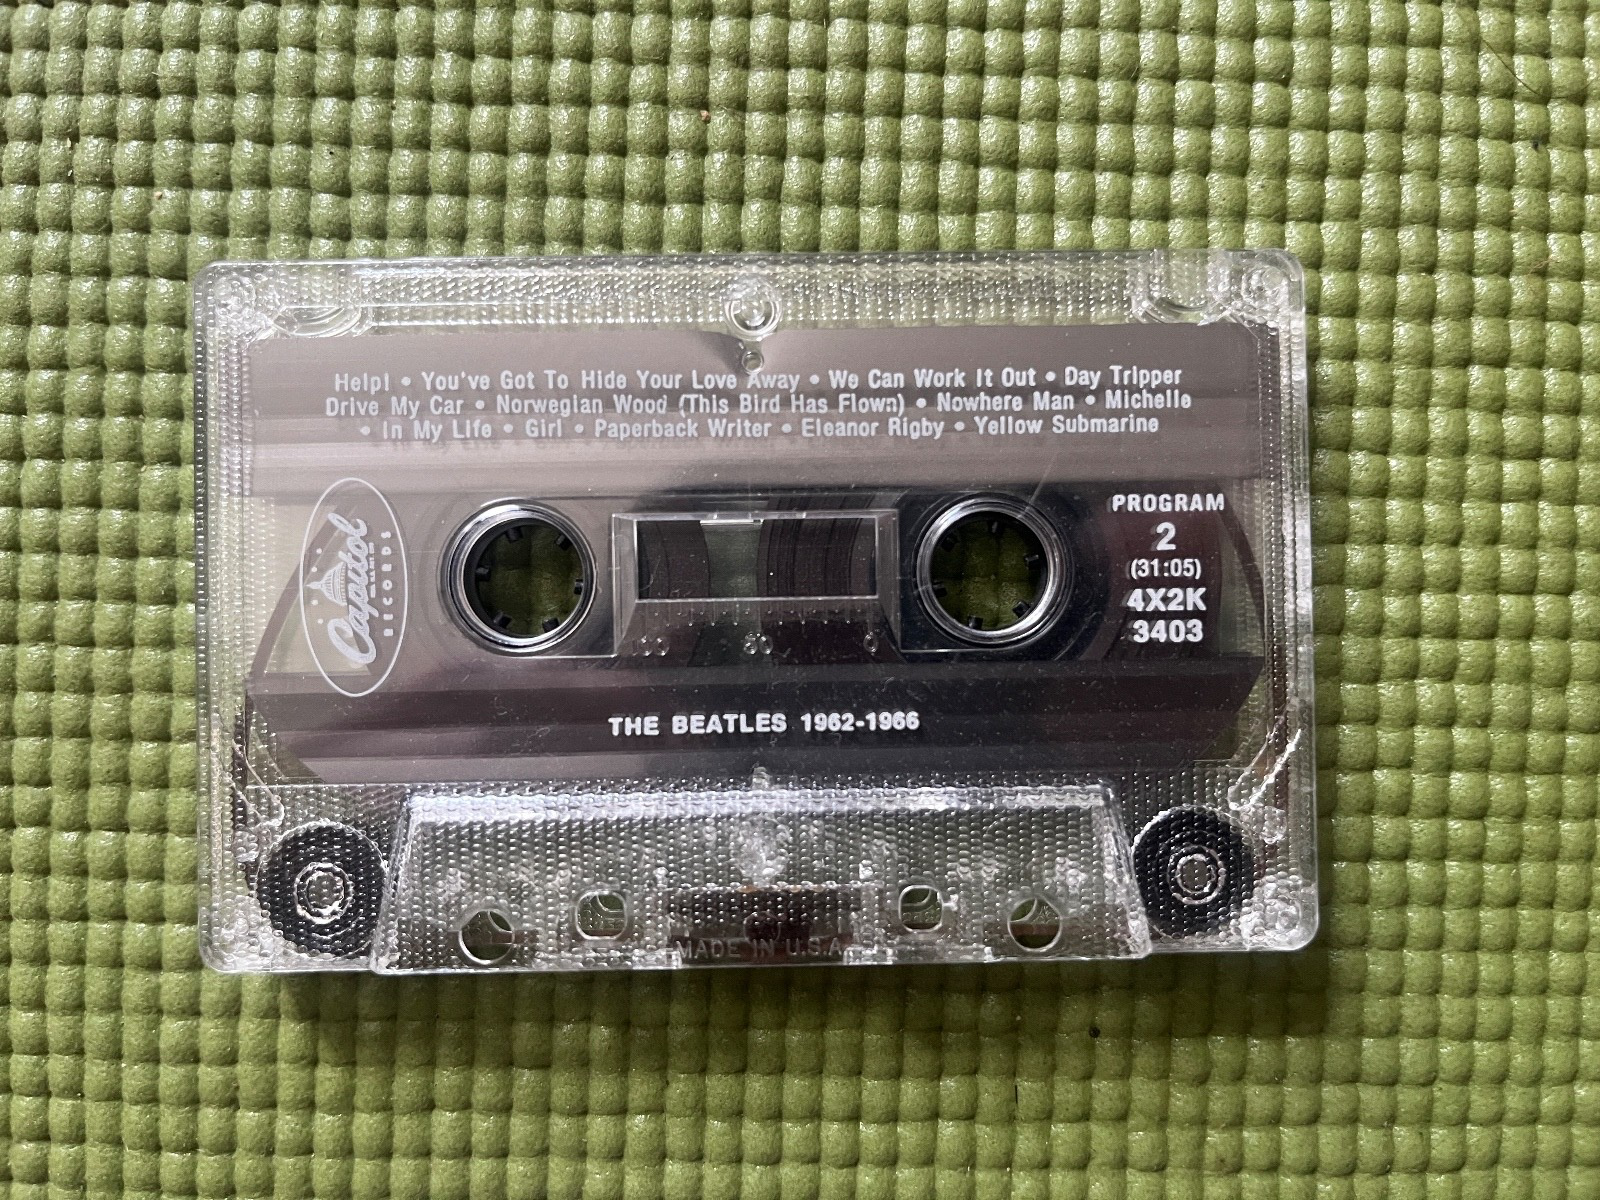 Help! • You've Got To Hide Your Love Away • We Can Work It Out • Day Tripper
Drive My Car • Norwegian Wood (This Bird Has Flown) • Nowhere Man • Michelle
• In My Life • Girl • Paperback Writer • Eleanor Rigby • Yellow Submarine
Capitol
RECORDS
PROGRAM
2
(31:05)
4X2K
3403
100 50 0
THE BEATLES 1962-1966
MADE IN U.S.A.